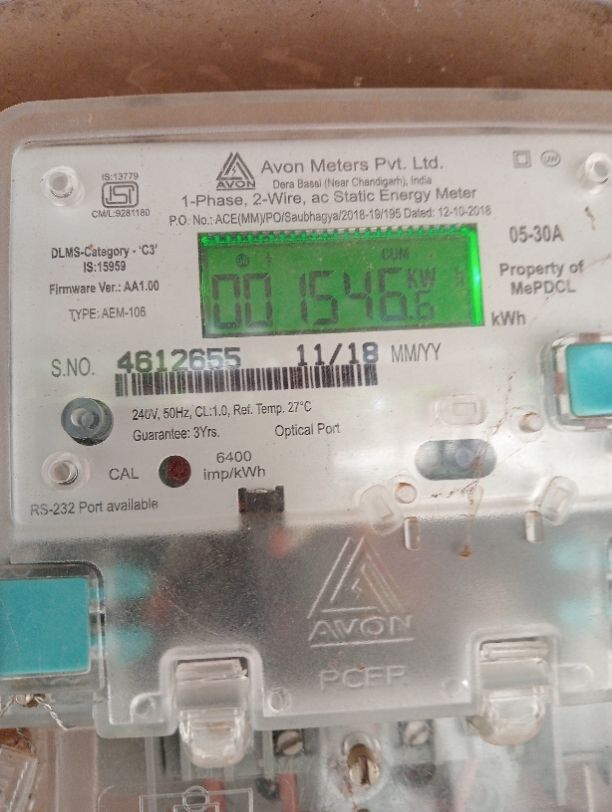 IS:13779
ISI
CM/L:9281180
AVON
Avon Meters Pvt. Ltd.
Dera Bassi (Near Chandigarh), India
1-Phase, 2-Wire, ac Static Energy Meter
P.O. No.: ACE(MM)/PO/Saubhagya/2018-19/195 Dated: 12-10-2018
DLMS-Category - 'C3'
IS:15959
Firmware Ver.: AA1.00
TYPE: AEM-106
CUM
001546.6 KW
kWh
05-30A
Property of
MePDCL
S.NO. 4612655 11/18 MM/YY
240V, 50Hz, CL:1.0, Ref. Temp. 27°C
Guarantee: 3Yrs. Optical Port
CAL 6400
imp/kWh
RS-232 Port available
AVON